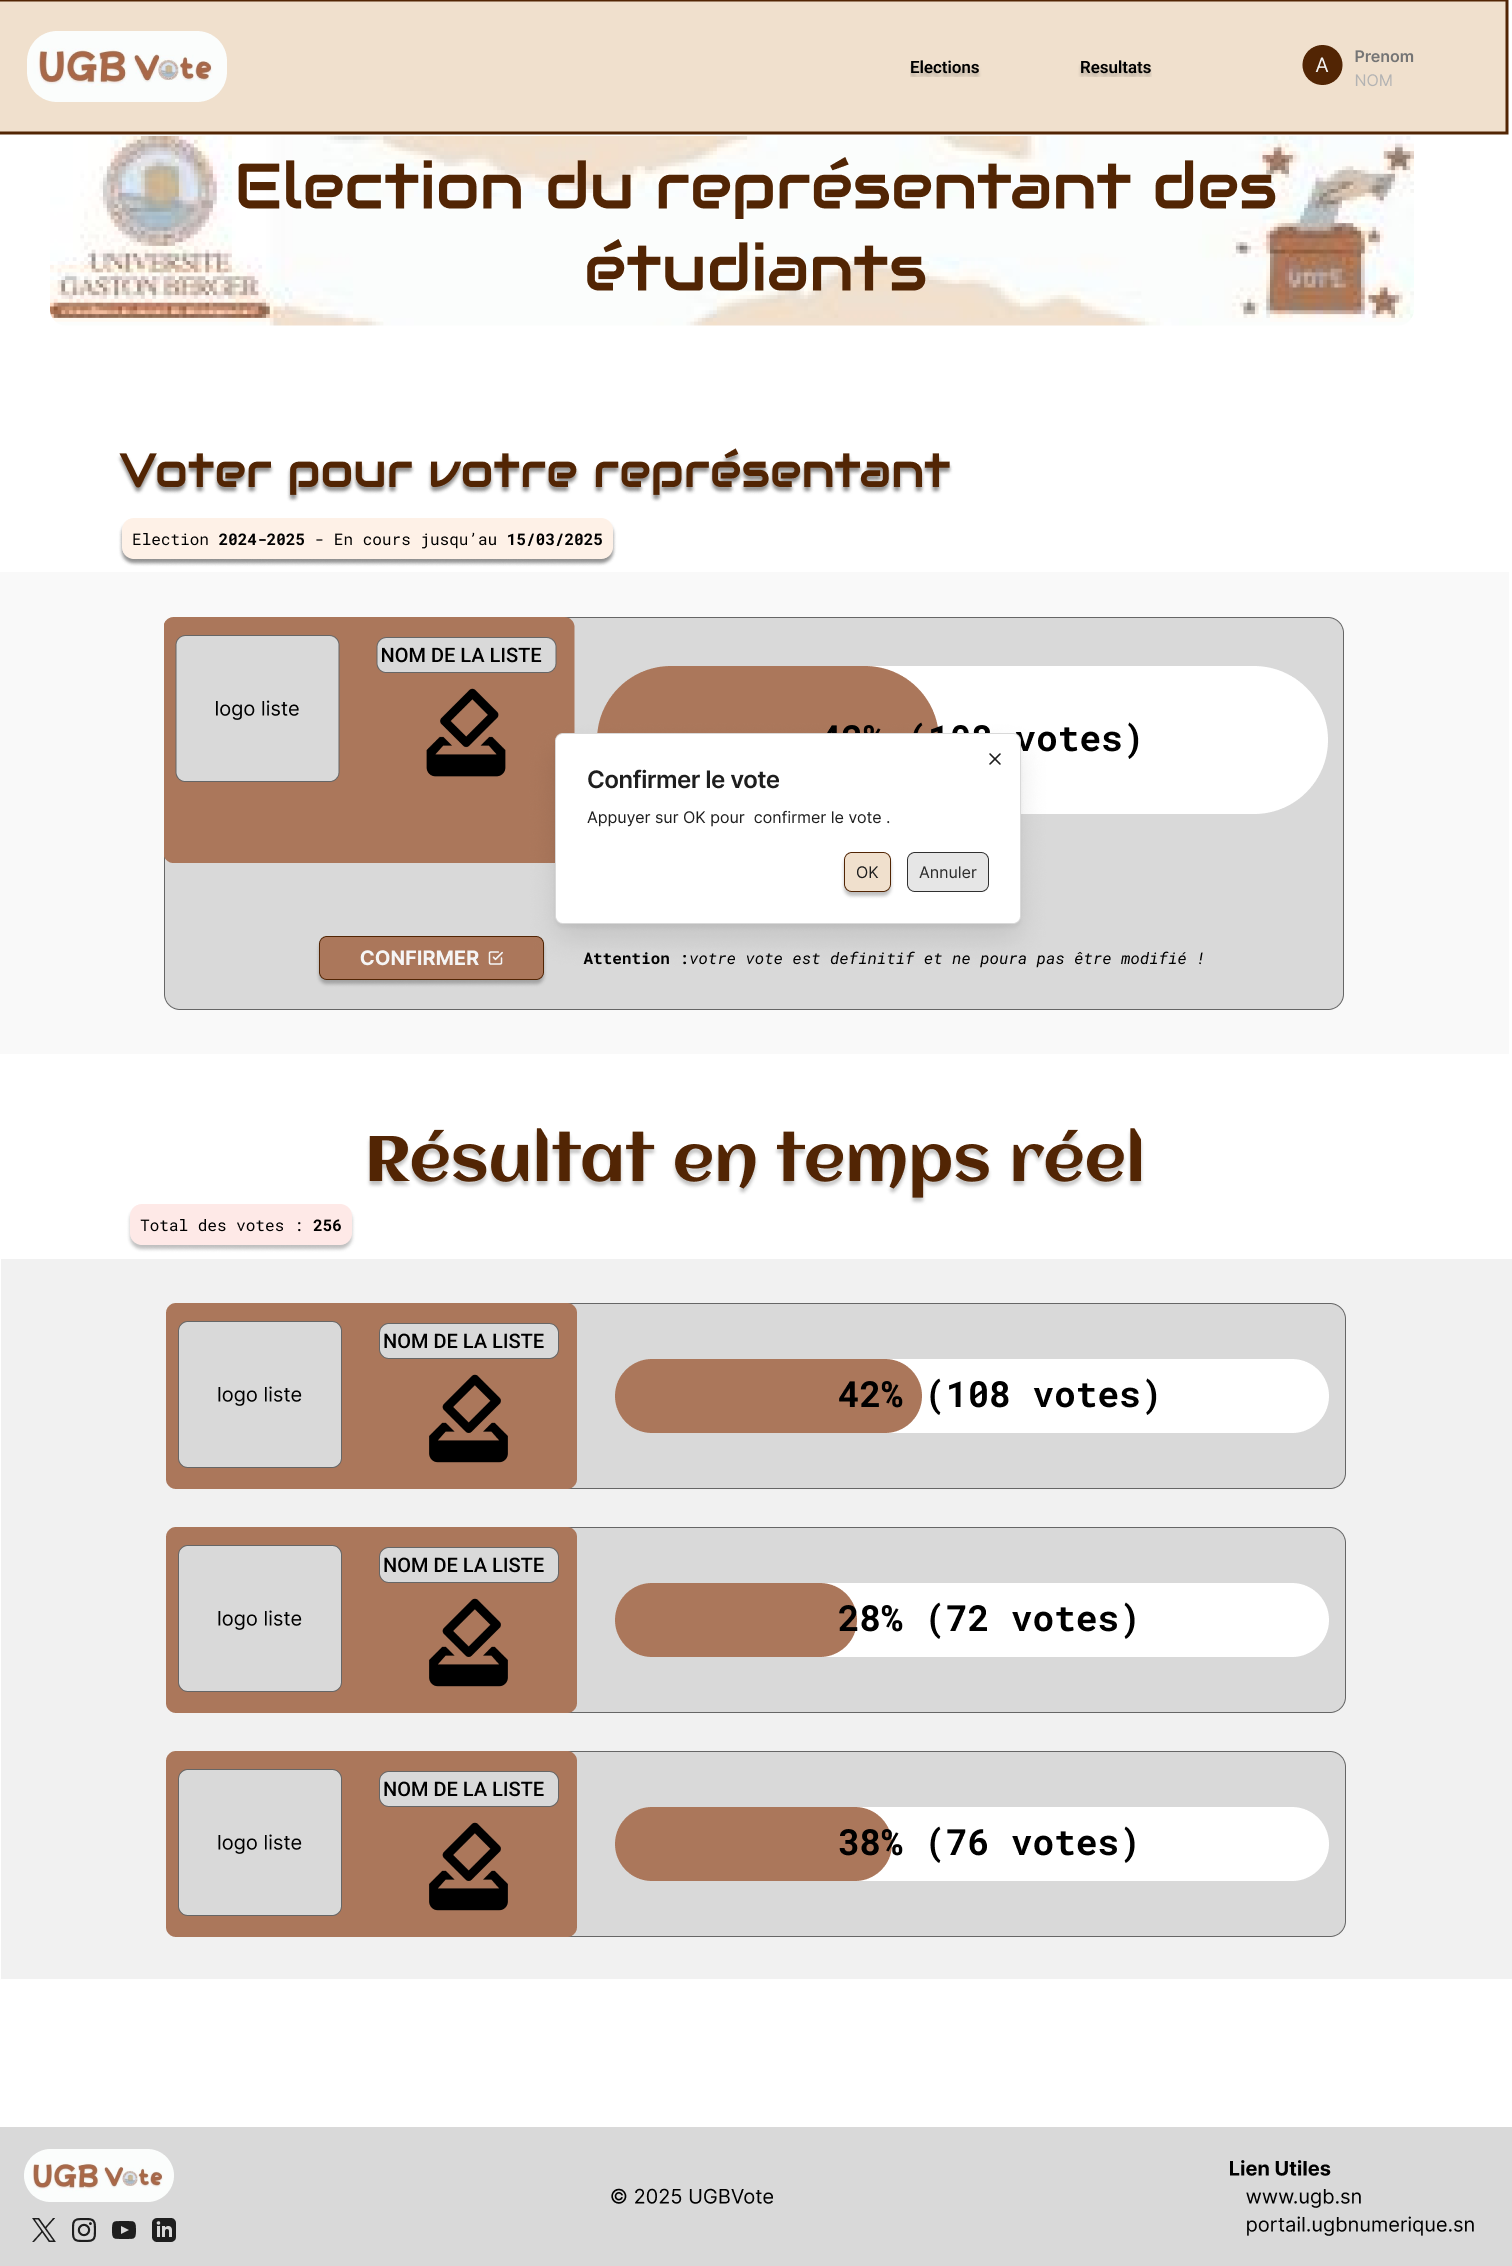 UGB Vote
Elections
Resultats
A
Prenom
NOM
Election du représentant des
étudiants
UNIVERSITE
GASTON BERGER
VOTE
Voter pour votre représentant
Election 2024-2025 - En cours jusqu’au 15/03/2025
logo liste
NOM DE LA LISTE
42% (108 votes)
Confirmer le vote
Appuyer sur OK pour  confirmer le vote .
OK
Annuler
CONFIRMER
Attention :votre vote est definitif et ne poura pas être modifié !
Résultat en temps réel
Total des votes : 256
logo liste
NOM DE LA LISTE
42% (108 votes)
logo liste
NOM DE LA LISTE
28% (72 votes)
logo liste
NOM DE LA LISTE
38% (76 votes)
UGB Vote
© 2025 UGBVote
Lien Utiles
www.ugb.sn
portail.ugbnumerique.sn